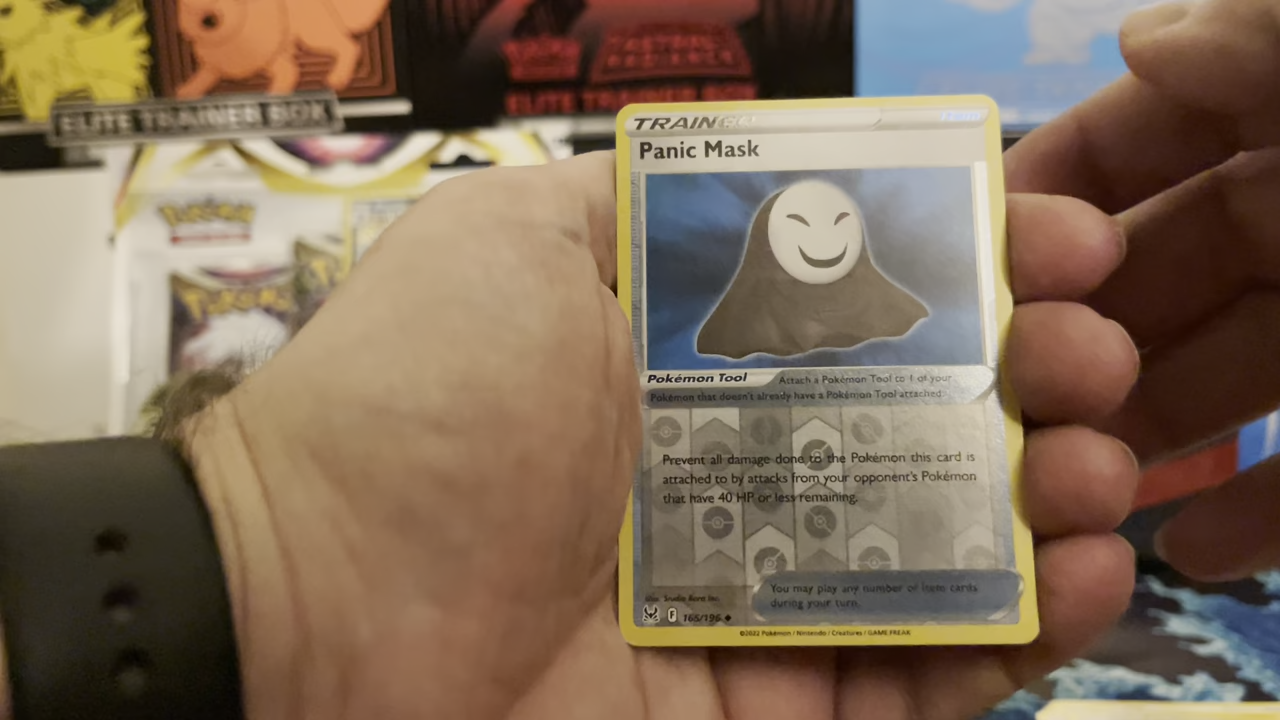 ELITE TRAINER BOX
ELITE TRAINER BOX
Pokémon
Pokémon
TRAINER
Item
Panic Mask
Pokémon Tool
Attach a Pokémon Tool to 1 of your
Pokémon that doesn't already have a Pokémon Tool attached.
Prevent all damage done to the Pokémon this card is
attached to by attacks from your opponent's Pokémon
that have 40 HP or less remaining.
You may play any number of Item cards
during your turn.
Illus. Studio Bora Inc.
F 165/196
©2022 Pokémon / Nintendo / Creatures / GAME FREAK